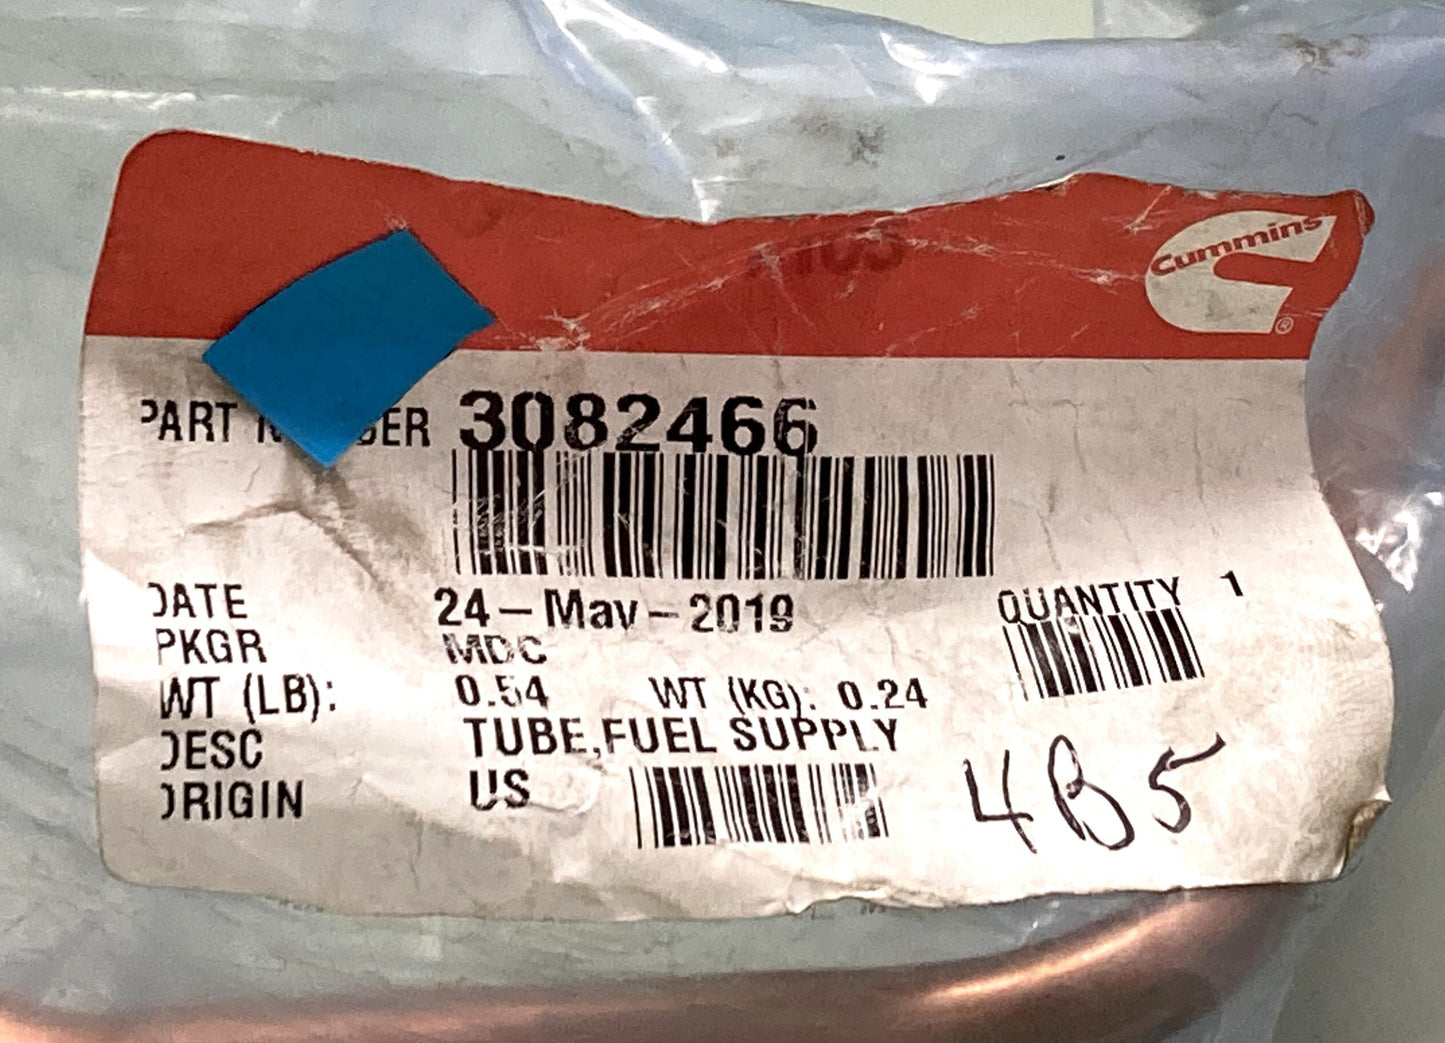 Cummins
®
PART NUMBER 3082466
DATE 24-May-2019
QUANTITY 1
PKGR MDC
WT (LB): 0.54 WT (KG): 0.24
DESC TUBE,FUEL SUPPLY
ORIGIN US
4B5